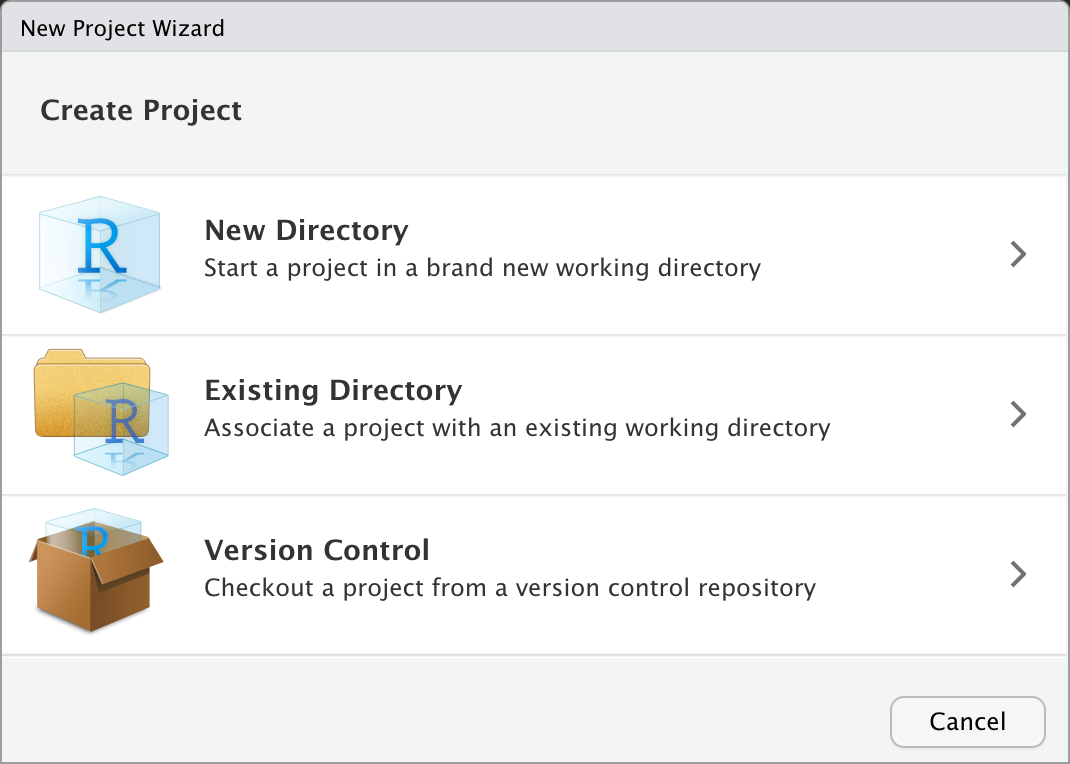 New Project Wizard
Create Project
R
New Directory
Start a project in a brand new working directory
R
Existing Directory
Associate a project with an existing working directory
R
Version Control
Checkout a project from a version control repository
Cancel